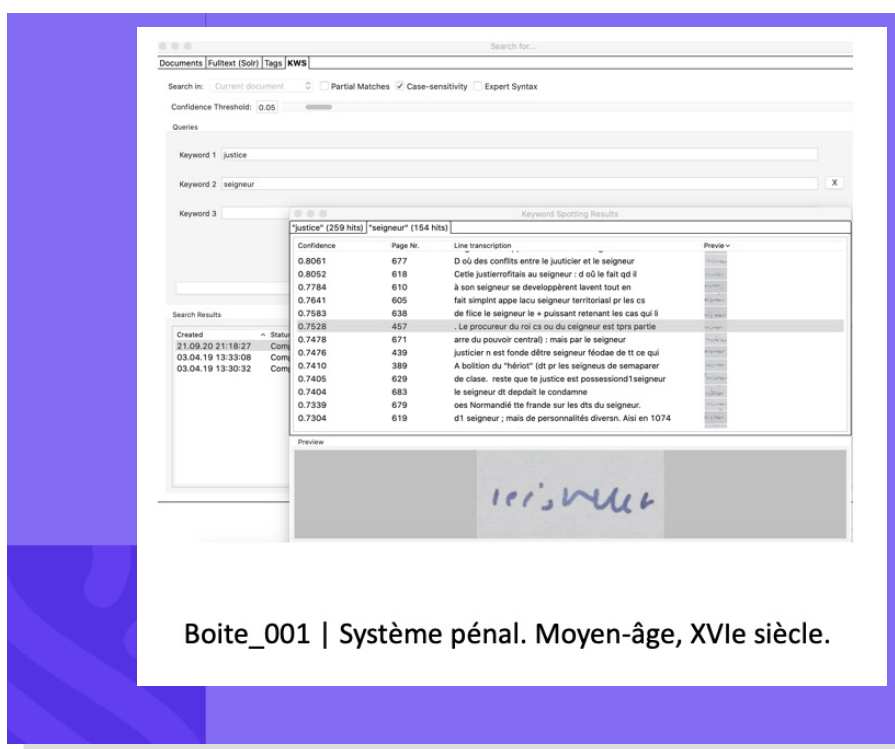 Search for...
Documents Fulltext (Solr) Tags KWS
Search in: Current document Partial Matches Case-sensitivity Expert Syntax
Confidence Threshold: 0.05
Queries
Keyword 1 justice
Keyword 2 seigneur X
Keyword 3
Keyword Spotting Results
"justice" (259 hits) "seigneur" (154 hits)
Confidence Page Nr. Line transcription Previe
0.8061 677 D où des conflits entre le juuticier et le seigneur
0.8052 618 Cetle justierrofitais au seigneur : d oû le fait qd il
0.7784 610 à son seigneur se developpèrent lavent tout en
0.7641 605 fait simplnt appe lacu seigneur territoriasl pr les cs
0.7583 638 de fiice le seigneur le + puissant retenant les cas qui li
0.7528 457 . Le procureur du roi cs ou du ceigneur est tprs partie
0.7478 671 arre du pouvoir central) : mais par le seigneur
0.7476 439 justicier n est fonde dêtre seigneur féodae de tt ce qui
0.7410 389 A bolition du "hériot" (dt pr les seigneus de semaparer
0.7405 629 de clase. reste que te justice est possessiond1seigneur
0.7404 683 le seigneur dt depdait le condamne
0.7339 679 oes Normandié tte frande sur les dts du seigneur.
0.7304 619 d1 seigneur ; mais de personnalités diversn. Aisi en 1074
Search Results
Created Statu
21.09.20 21:18:27 Com
03.04.19 13:33:08 Com
03.04.19 13:30:32 Com
Preview
seigneur
Boite_001 | Système pénal. Moyen-âge, XVIe siècle.